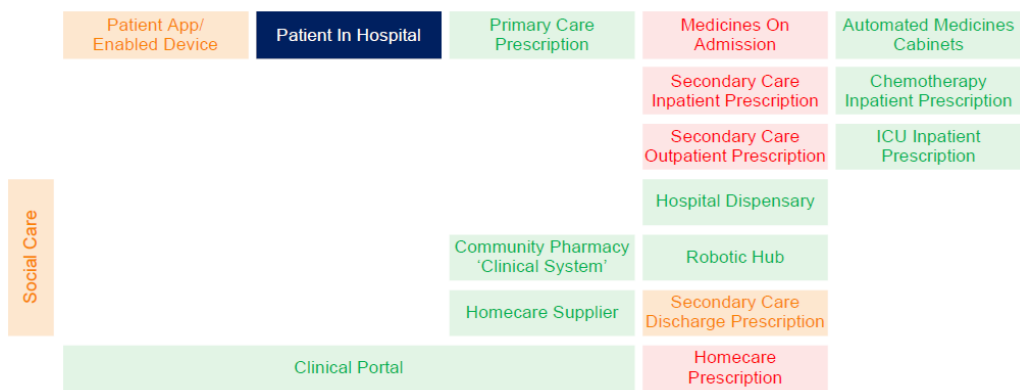 Patient App/
Enabled Device
Patient In Hospital
Primary Care
Prescription
Medicines On
Admission
Automated Medicines
Cabinets
Secondary Care
Inpatient Prescription
Chemotherapy
Inpatient Prescription
Secondary Care
Outpatient Prescription
ICU Inpatient
Prescription
Social Care
Hospital Dispensary
Community Pharmacy
‘Clinical System’
Robotic Hub
Homecare Supplier
Secondary Care
Discharge Prescription
Clinical Portal
Homecare
Prescription